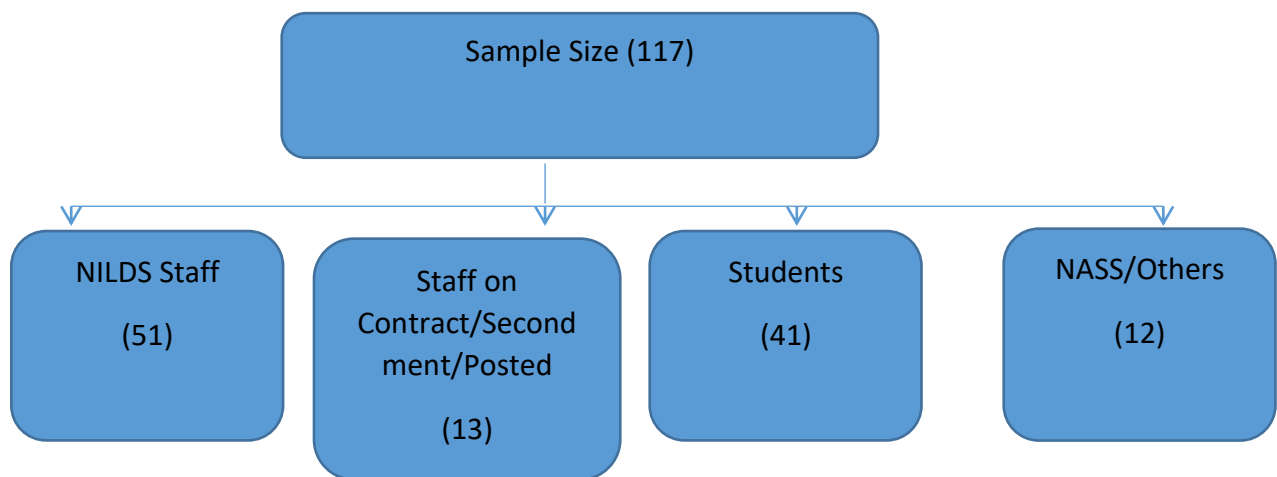 Sample Size (117)
NILDS Staff
(51)
Staff on
Contract/Second
ment/Posted
(13)
Students
(41)
NASS/Others
(12)